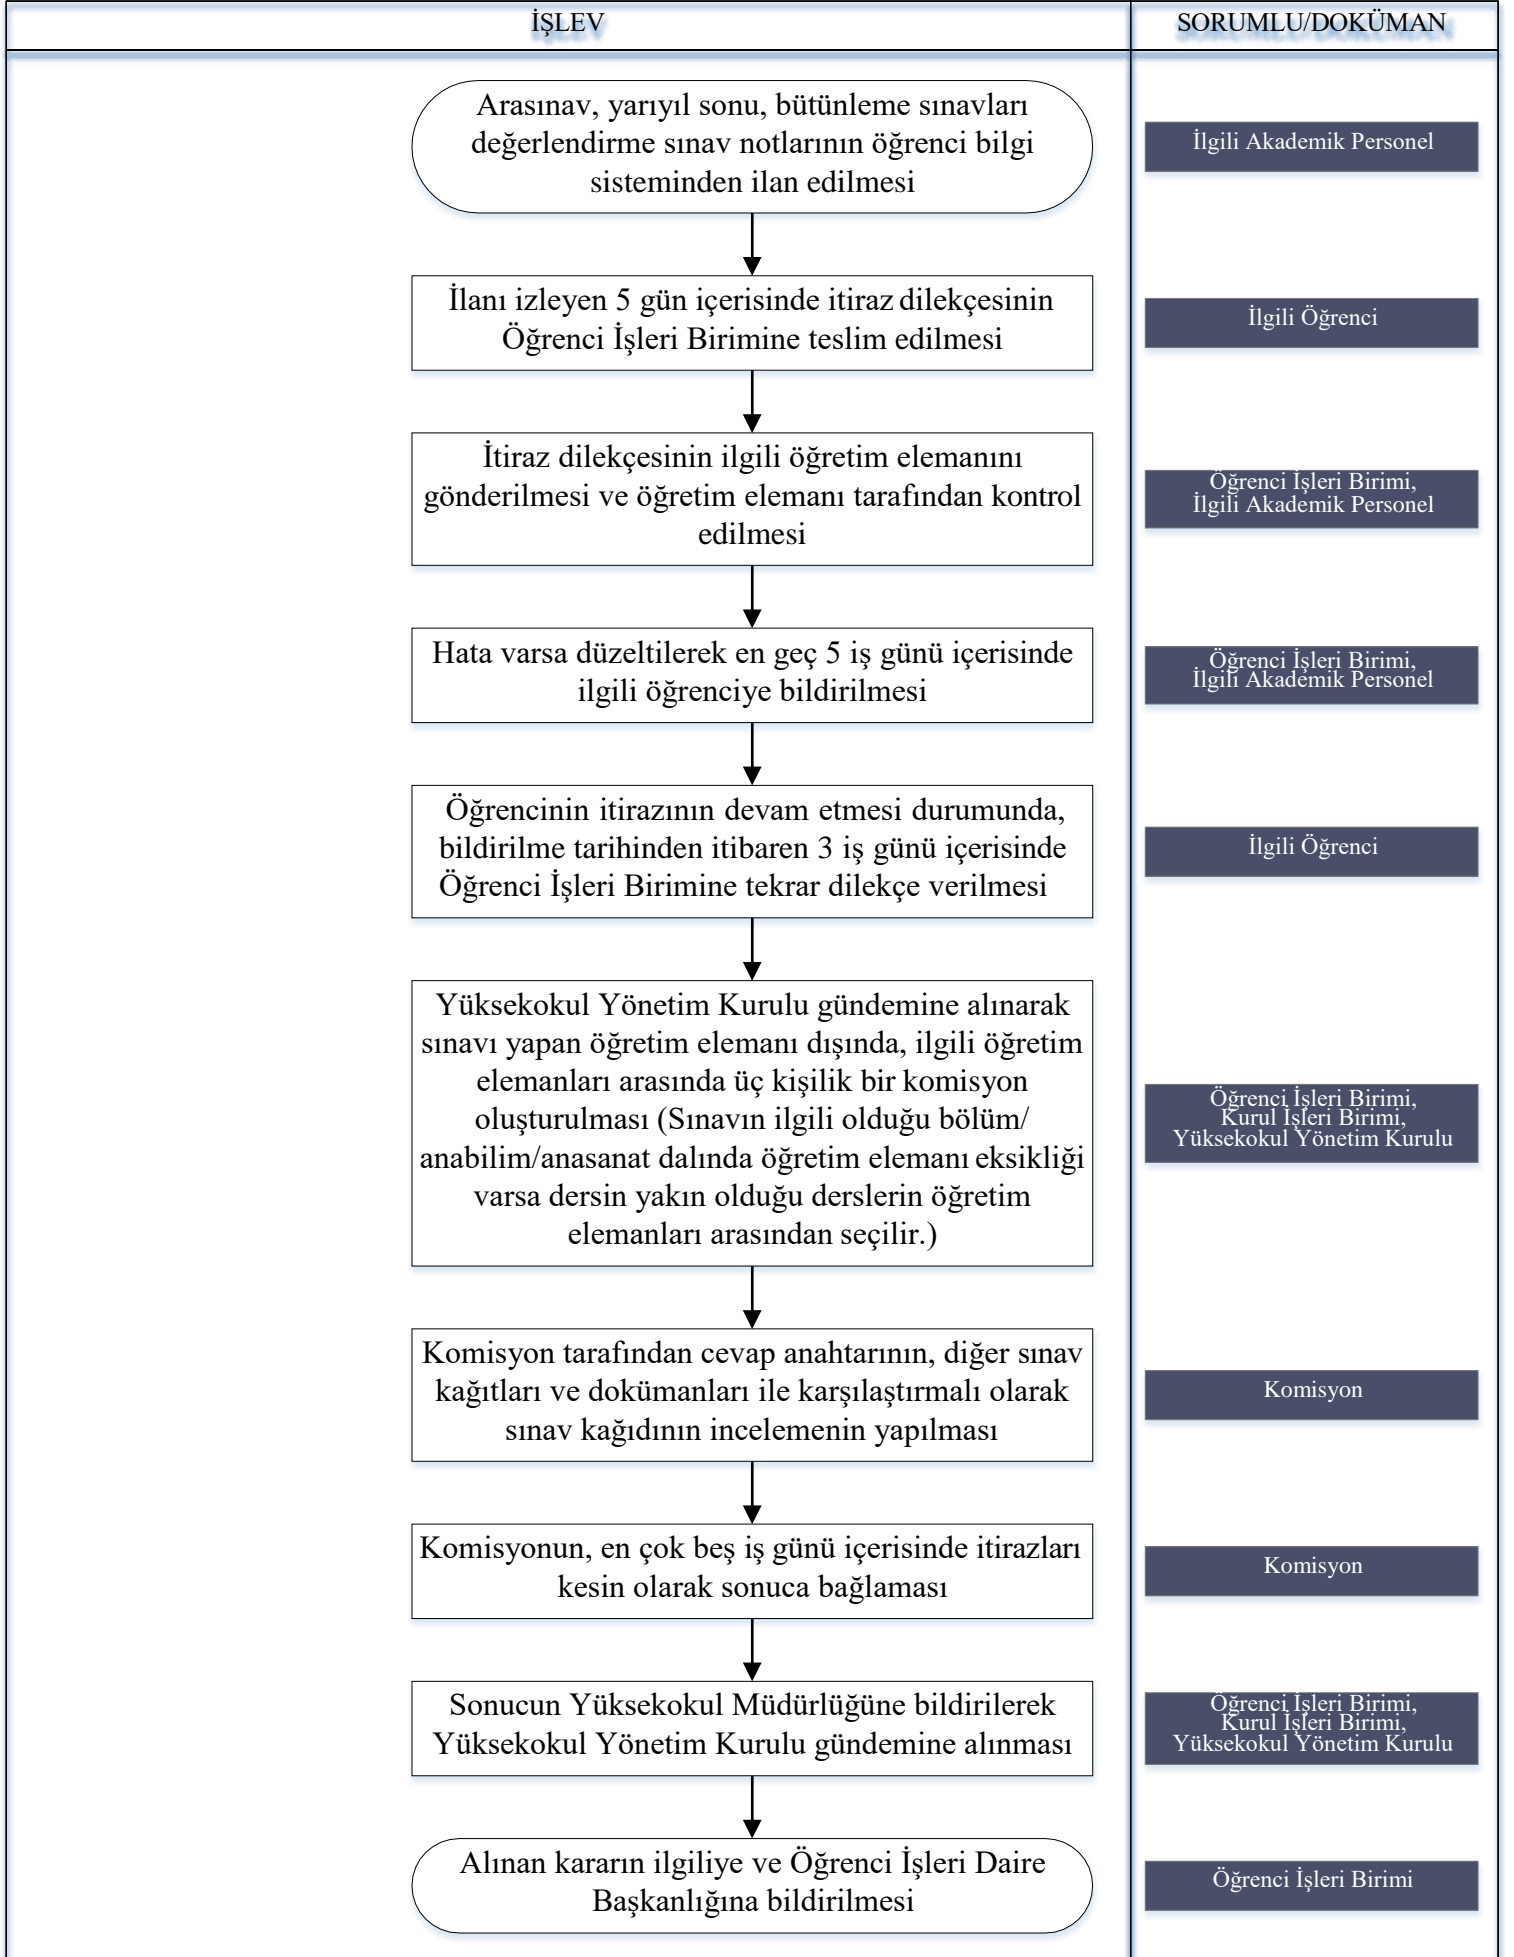 İŞLEV
SORUMLU/DOKÜMAN
Arasınav, yarıyıl sonu, bütünleme sınavları
değerlendirme sınav notlarının öğrenci bilgi
sisteminden ilan edilmesi
İlgili Akademik Personel
İlanı izleyen 5 gün içerisinde itiraz dilekçesinin
Öğrenci İşleri Birimine teslim edilmesi
İlgili Öğrenci
İtiraz dilekçesinin ilgili öğretim elemanını
gönderilmesi ve öğretim elemanı tarafından kontrol
edilmesi
Öğrenci İşleri Birimi,
İlgili Akademik Personel
Hata varsa düzeltilerek en geç 5 iş günü içerisinde
ilgili öğrenciye bildirilmesi
Öğrenci İşleri Birimi,
İlgili Akademik Personel
Öğrencinin itirazının devam etmesi durumunda,
bildirilme tarihinden itibaren 3 iş günü içerisinde
Öğrenci İşleri Birimine tekrar dilekçe verilmesi
İlgili Öğrenci
Yüksekokul Yönetim Kurulu gündemine alınarak
sınavı yapan öğretim elemanı dışında, ilgili öğretim
elemanları arasında üç kişilik bir komisyon
oluşturulması (Sınavın ilgili olduğu bölüm/
anabilim/anasanat dalında öğretim elemanı eksikliği
varsa dersin yakın olduğu derslerin öğretim
elemanları arasından seçilir.)
Öğrenci İşleri Birimi,
Kurul İşleri Birimi,
Yüksekokul Yönetim Kurulu
Komisyon tarafından cevap anahtarının, diğer sınav
kağıtları ve dokümanları ile karşılaştırmalı olarak
sınav kağıdının incelemenin yapılması
Komisyon
Komisyonun, en çok beş iş günü içerisinde itirazları
kesin olarak sonuca bağlaması
Komisyon
Sonucun Yüksekokul Müdürlüğüne bildirilerek
Yüksekokul Yönetim Kurulu gündemine alınması
Öğrenci İşleri Birimi,
Kurul İşleri Birimi,
Yüksekokul Yönetim Kurulu
Alınan kararın ilgiliye ve Öğrenci İşleri Daire
Başkanlığına bildirilmesi
Öğrenci İşleri Birimi